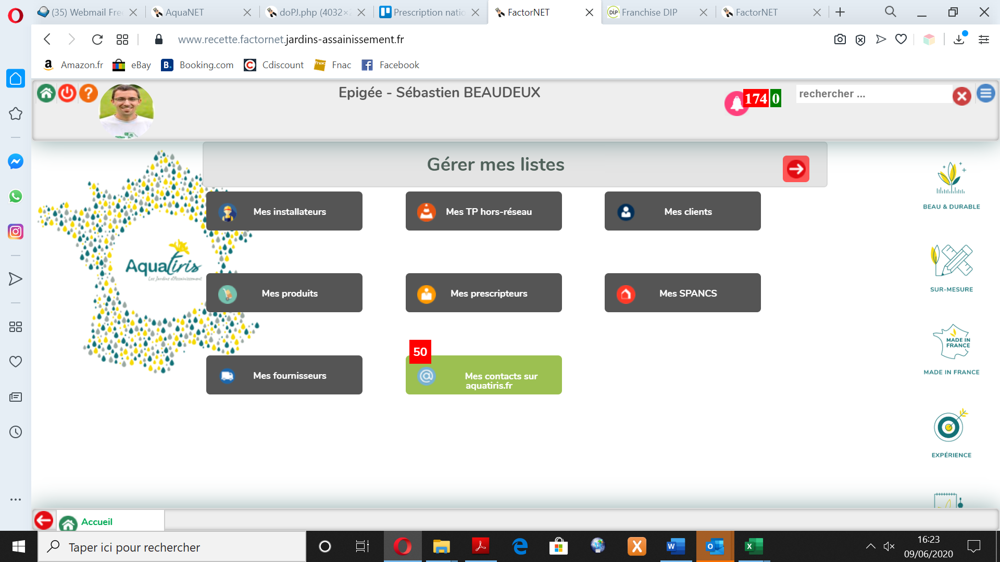 (35) Webmail Fre
AquaNET
doPJ.php (4032×
Prescription natio
FactorNET
Franchise DIP
FactorNET
www.recette.factornet.jardins-assainissement.fr
Amazon.fr
eBay
Booking.com
Cdiscount
Fnac
Facebook
Epigée - Sébastien BEAUDEUX
174 0
rechercher ...
Gérer mes listes
Mes installateurs
Mes TP hors-réseau
Mes clients
BEAU & DURABLE
Aquatiris
Les Jardins d'Assainissement
Mes produits
Mes prescripteurs
Mes SPANCS
SUR-MESURE
MADE IN
FRANCE
MADE IN FRANCE
50
Mes fournisseurs
Mes contacts sur
aquatiris.fr
EXPÉRIENCE
Accueil
Taper ici pour rechercher
16:23
09/06/2020